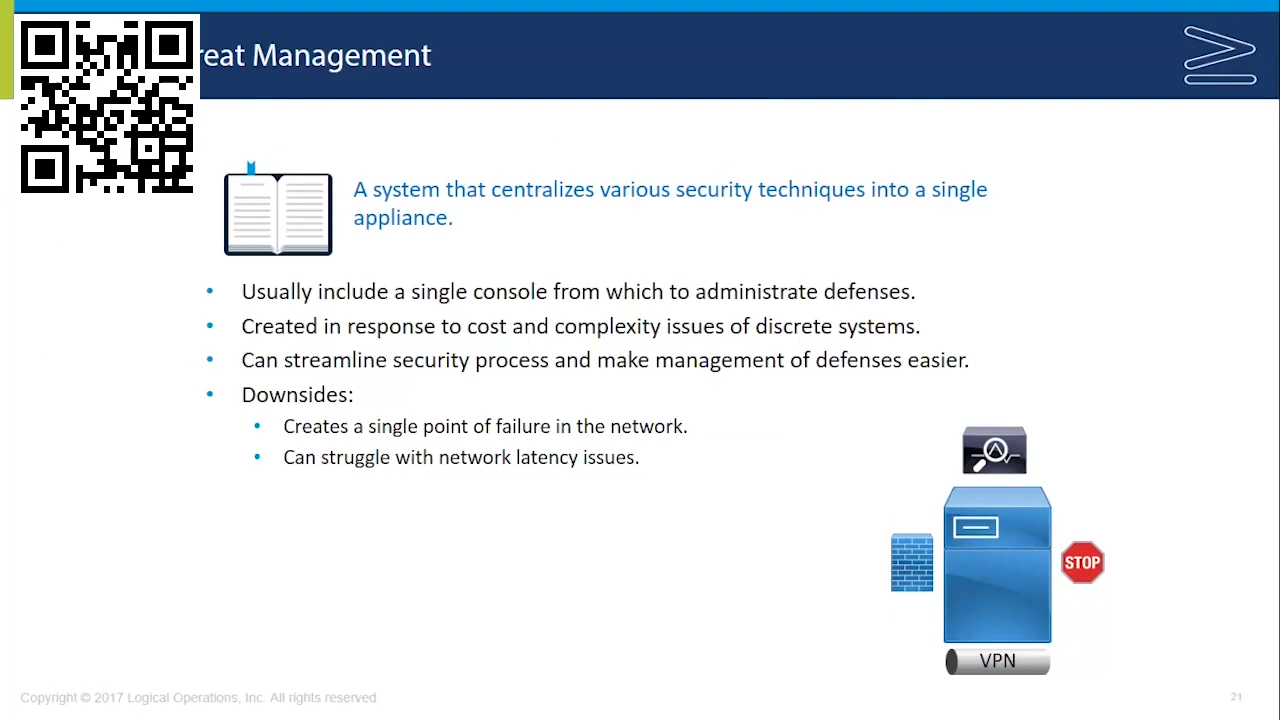 reat Management
A system that centralizes various security techniques into a single
appliance.
• Usually include a single console from which to administrate defenses.
• Created in response to cost and complexity issues of discrete systems.
• Can streamline security process and make management of defenses easier.
• Downsides:
• Creates a single point of failure in the network.
• Can struggle with network latency issues.
STOP
VPN
Copyright © 2017 Logical Operations, Inc. All rights reserved.
21